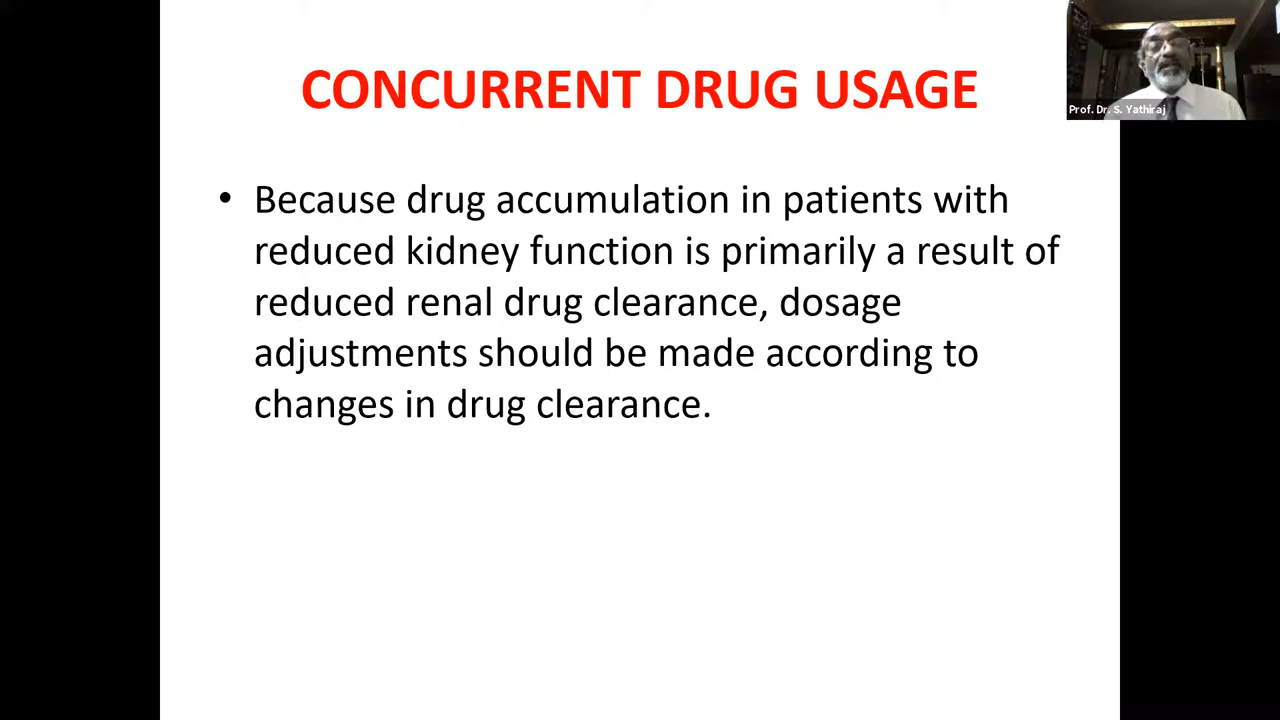 CONCURRENT DRUG USAGE
Prof. Dr. S. Yathiraj
• Because drug accumulation in patients with
reduced kidney function is primarily a result of
reduced renal drug clearance, dosage
adjustments should be made according to
changes in drug clearance.